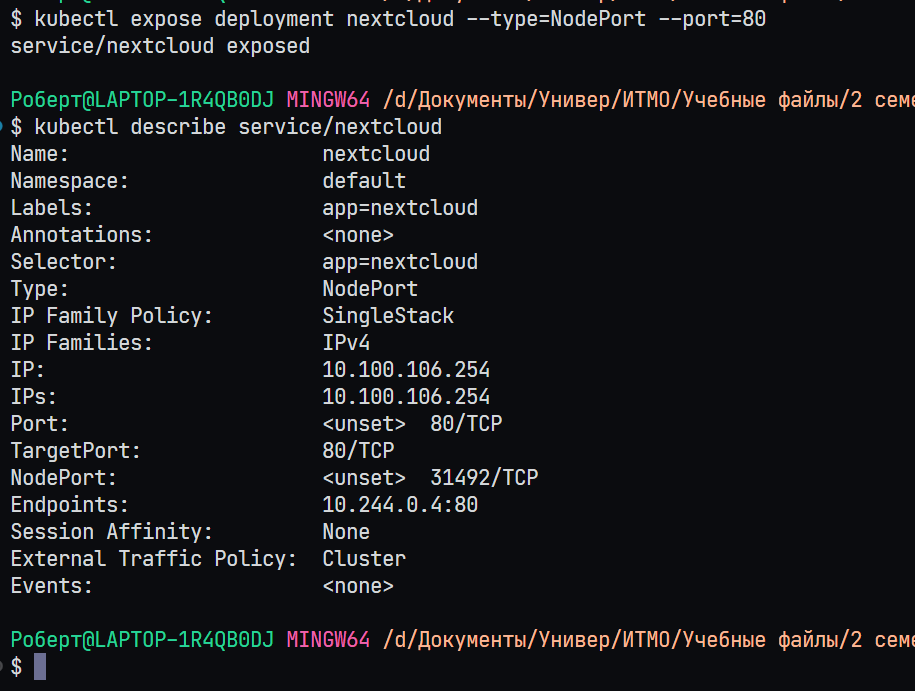 $ kubectl expose deployment nextcloud --type=NodePort --port=80
service/nextcloud exposed
Роберт@LAPTOP-1R4QB0DJ MINGW64 /d/Документы/Универ/ИТМО/Учебные файлы/2 семе
$ kubectl describe service/nextcloud
Name: nextcloud
Namespace: default
Labels: app=nextcloud
Annotations: <none>
Selector: app=nextcloud
Type: NodePort
IP Family Policy: SingleStack
IP Families: IPv4
IP: 10.100.106.254
IPs: 10.100.106.254
Port: <unset> 80/TCP
TargetPort: 80/TCP
NodePort: <unset> 31492/TCP
Endpoints: 10.244.0.4:80
Session Affinity: None
External Traffic Policy: Cluster
Events: <none>
Роберт@LAPTOP-1R4QB0DJ MINGW64 /d/Документы/Универ/ИТМО/Учебные файлы/2 семе
$